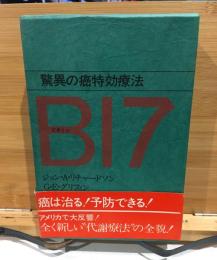 驚異の癌特効療法
B17
ジョン・A・リチャードソン
G・E・グリフィン
癌は治る！予防できる！
アメリカで大反響！
全く新しい“代謝療法”の全貌！